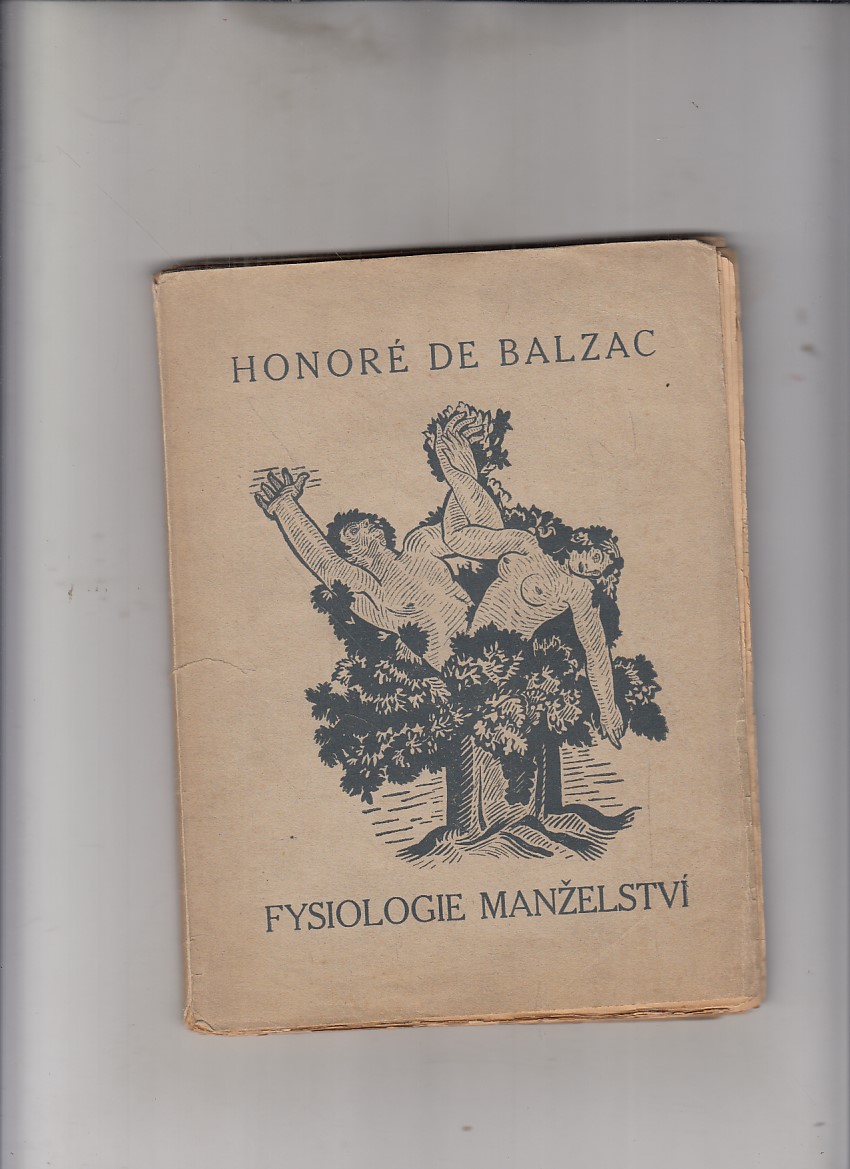 HONORÉ DE BALZAC
FYSIOLOGIE MANŽELSTVÍ